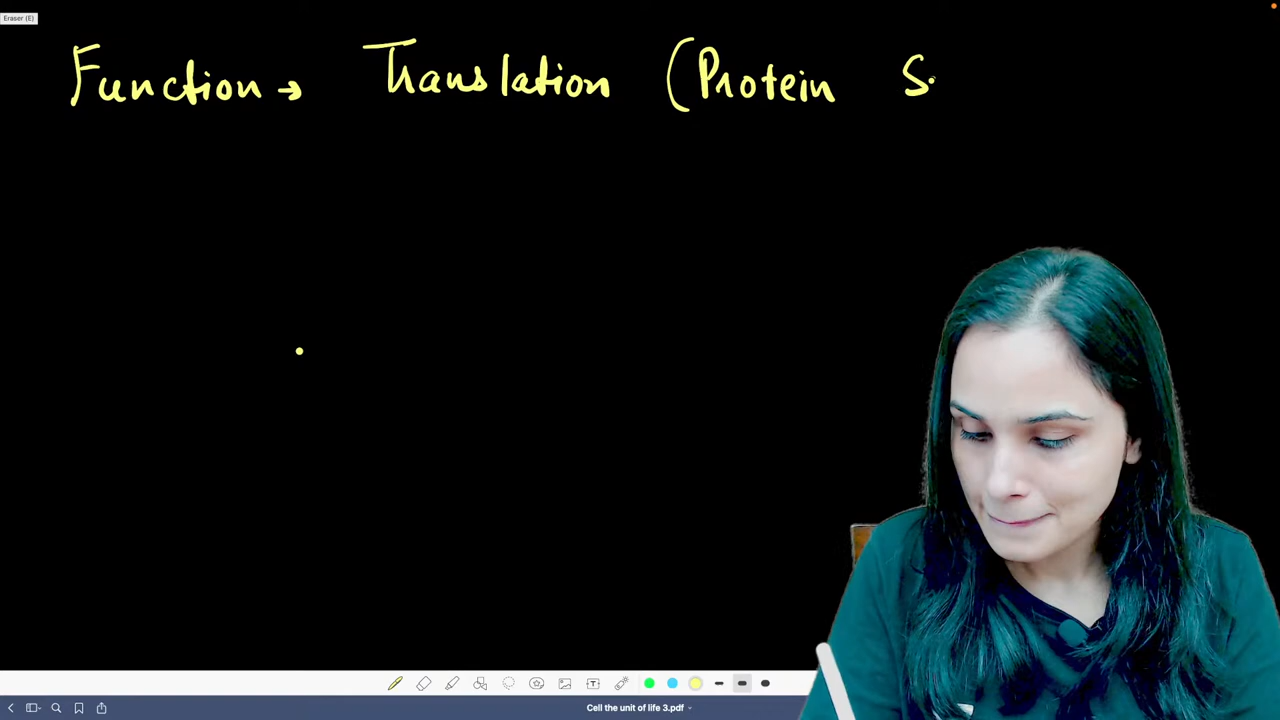 Eraser (E)
Function → Translation (Protein S
Cell the unit of life 3.pdf